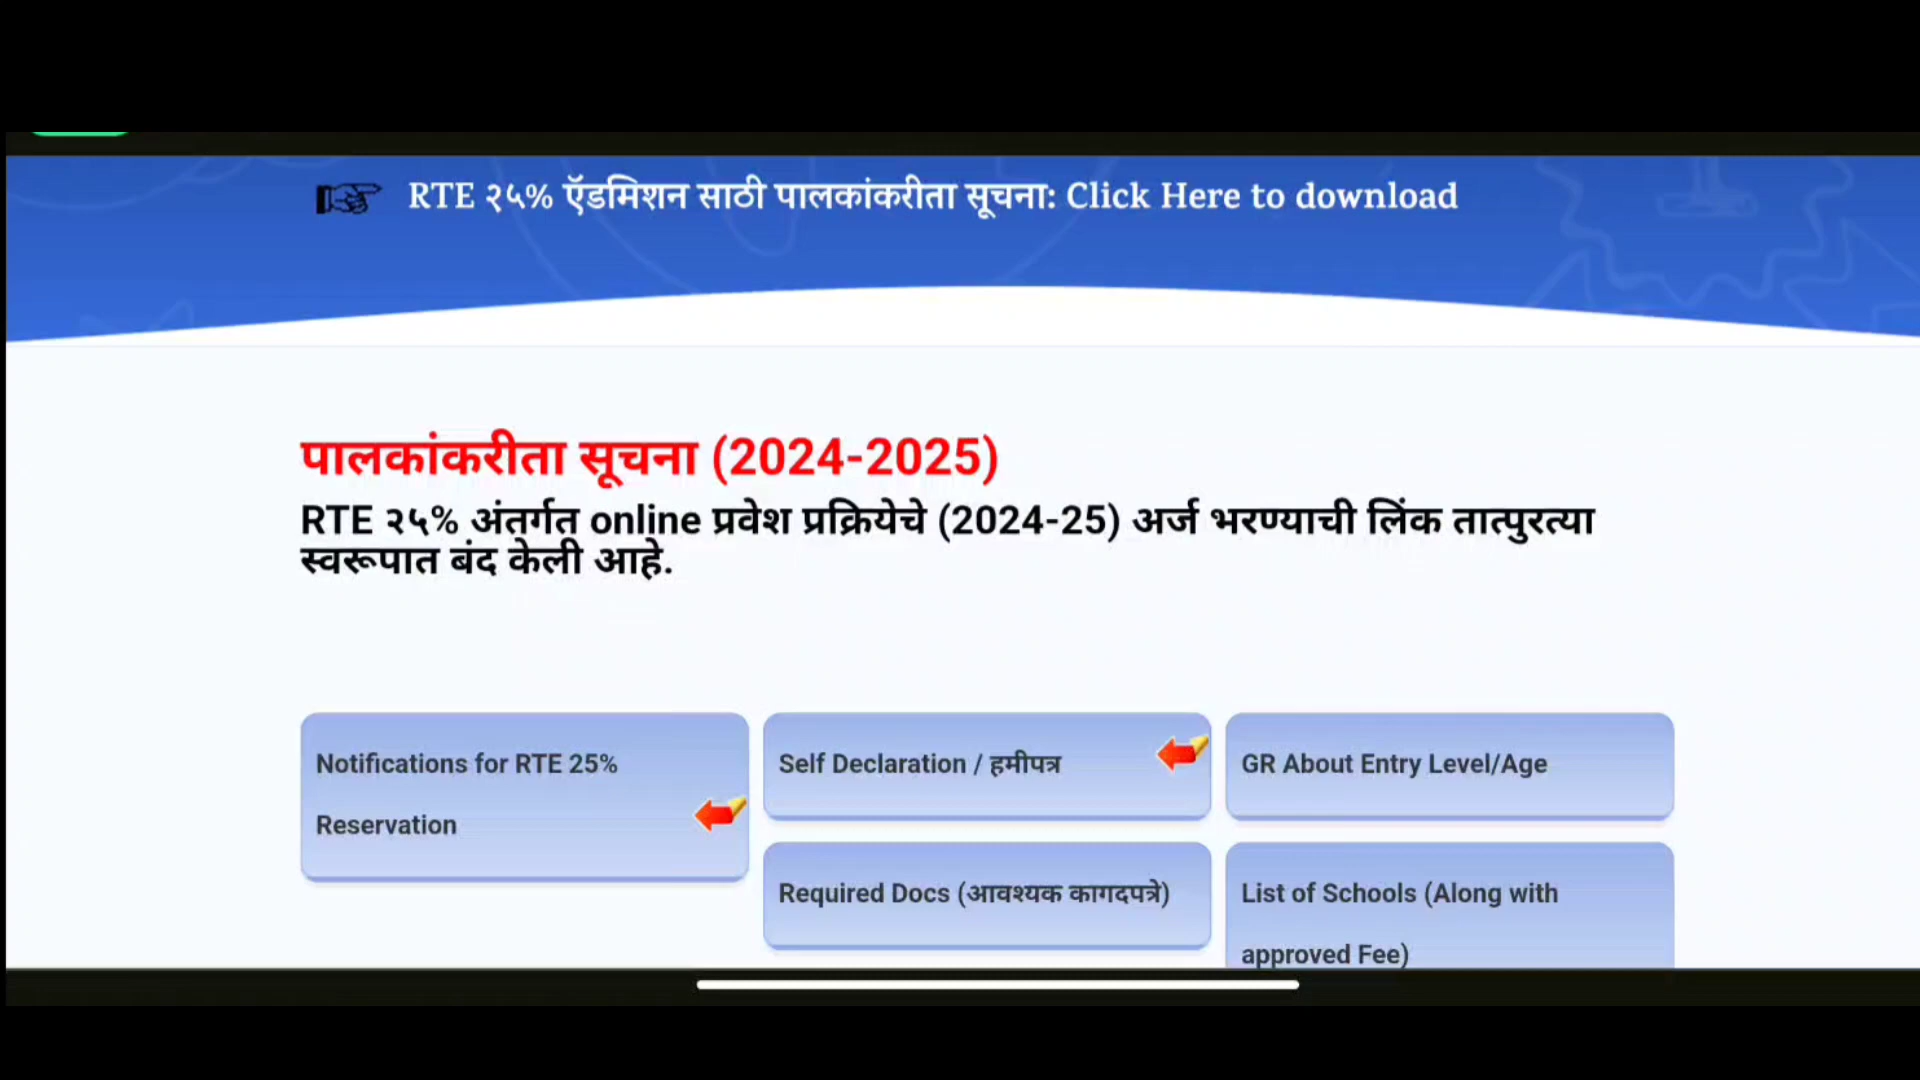 RTE २५% ऍडमिशन साठी पालकांकरीता सूचना: Click Here to download
पालकांकरीता सूचना (2024-2025)
RTE २५% अंतर्गत online प्रवेश प्रक्रियेचे (2024-25) अर्ज भरण्याची लिंक तात्पुरत्या
स्वरूपात बंद केली आहे.
Notifications for RTE 25%
Reservation
Self Declaration / हमीपत्र
Required Docs (आवश्यक कागदपत्रे)
GR About Entry Level/Age
List of Schools (Along with
approved Fee)